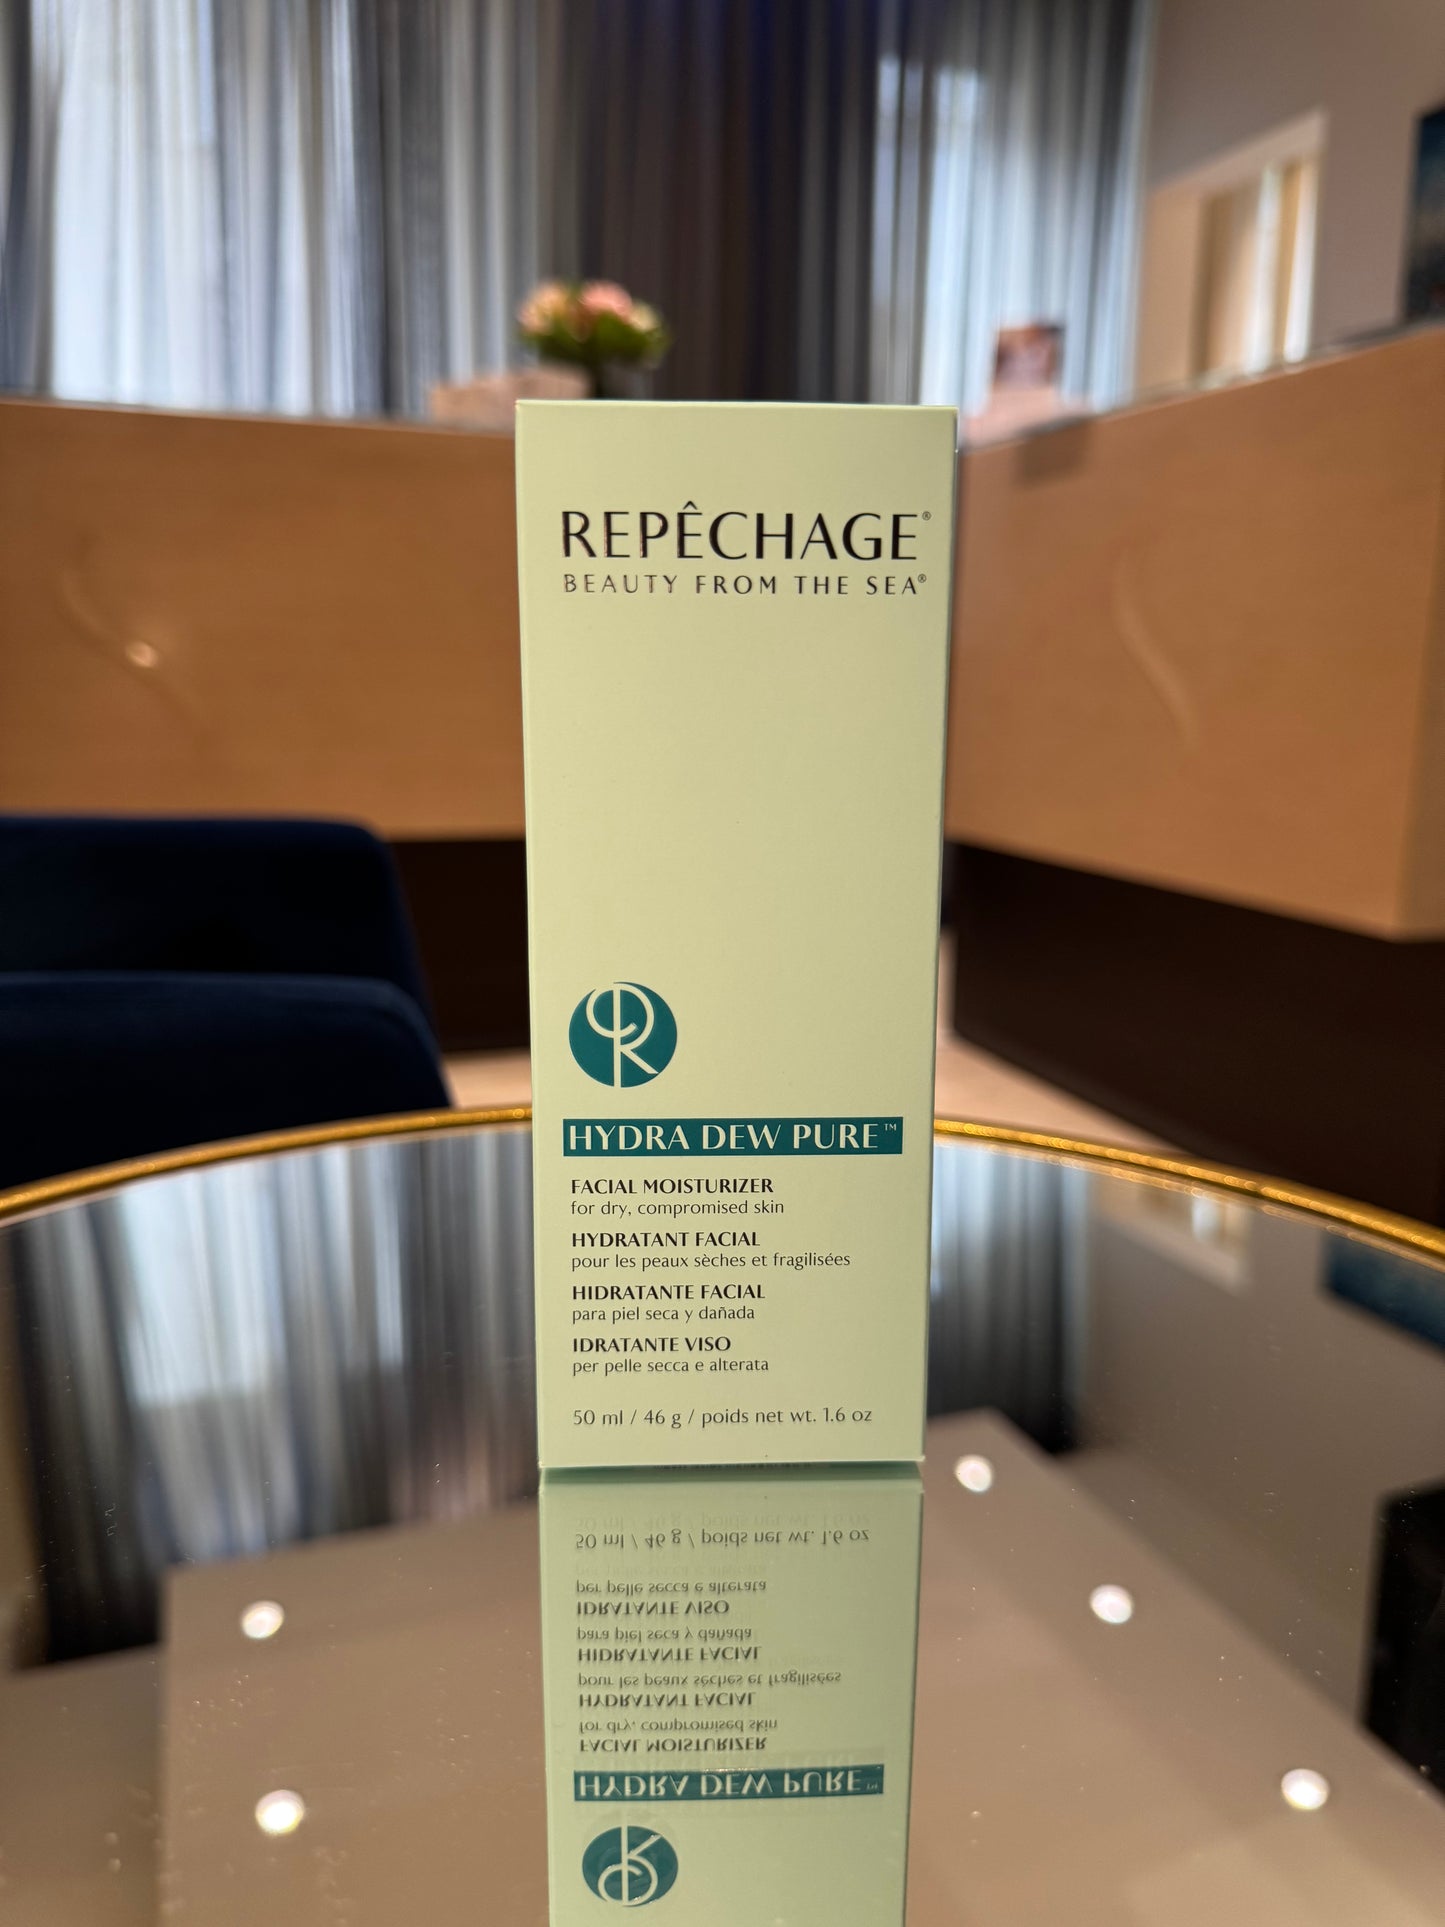 REPÊCHAGE®
BEAUTY FROM THE SEA®
HYDRA DEW PURE™
FACIAL MOISTURIZER
for dry, compromised skin
HYDRATANT FACIAL
pour les peaux sèches et fragilisées
HIDRATANTE FACIAL
para piel seca y dañada
IDRATANTE VISO
per pelle secca e alterata
50 ml / 46 g / poids net wt. 1.6 oz